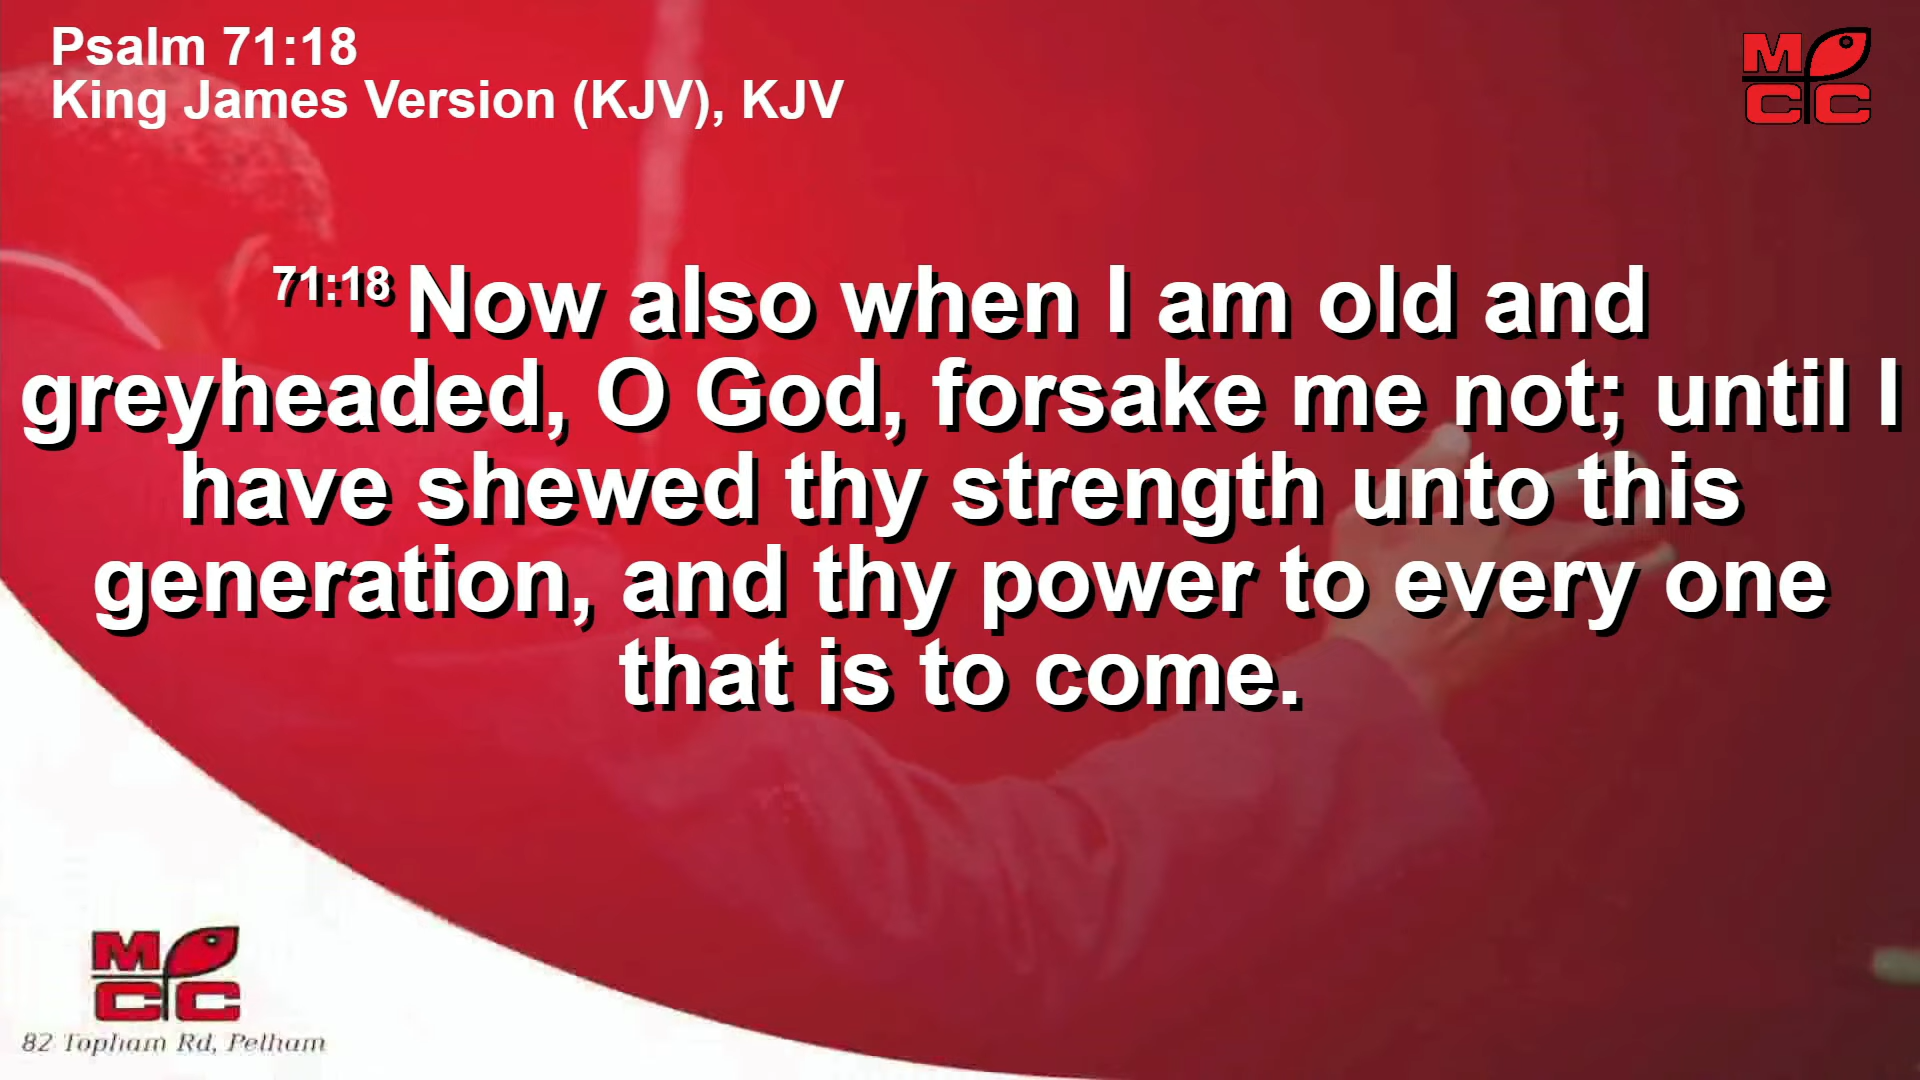 Psalm 71:18
King James Version (KJV), KJV
M
CC
71:18 Now also when I am old and
greyheaded, O God, forsake me not; until I
have shewed thy strength unto this
generation, and thy power to every one
that is to come.
M
CC
82 Topham Rd, Pelham